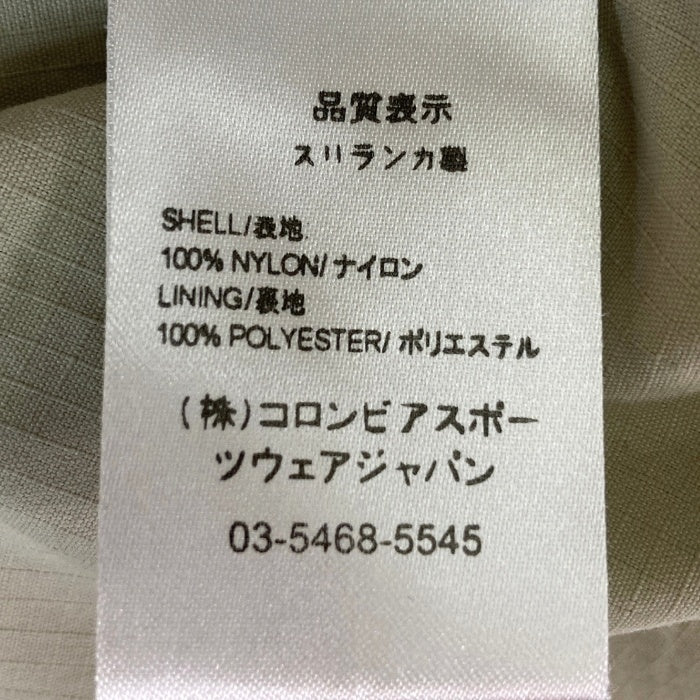 品質表示
スリランカ製
SHELL/表地
100% NYLON/ナイロン
LINING/裏地
100% POLYESTER/ ポリエステル
(株)コロンビアスポー
ツウェアジャパン
03-5468-5545